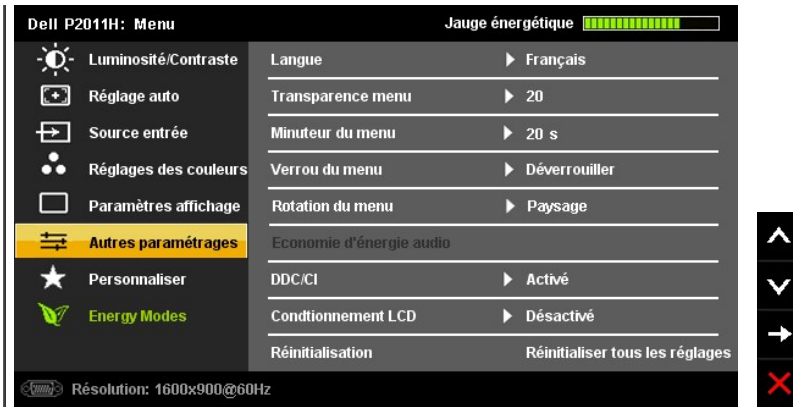 Dell P2011H: Menu Jauge énergétique
Luminosité/Contraste Langue Français
Réglage auto Transparence menu 20
Source entrée Minuteur du menu 20 s
Réglages des couleurs Verrou du menu Déverrouiller
Paramètres affichage Rotation du menu Paysage
Autres paramétrages Economie d'énergie audio
Personnaliser DDC/CI Activé
Energy Modes Condtionnement LCD Désactivé
Réinitialisation Réinitialiser tous les réglages
Résolution: 1600x900@60Hz